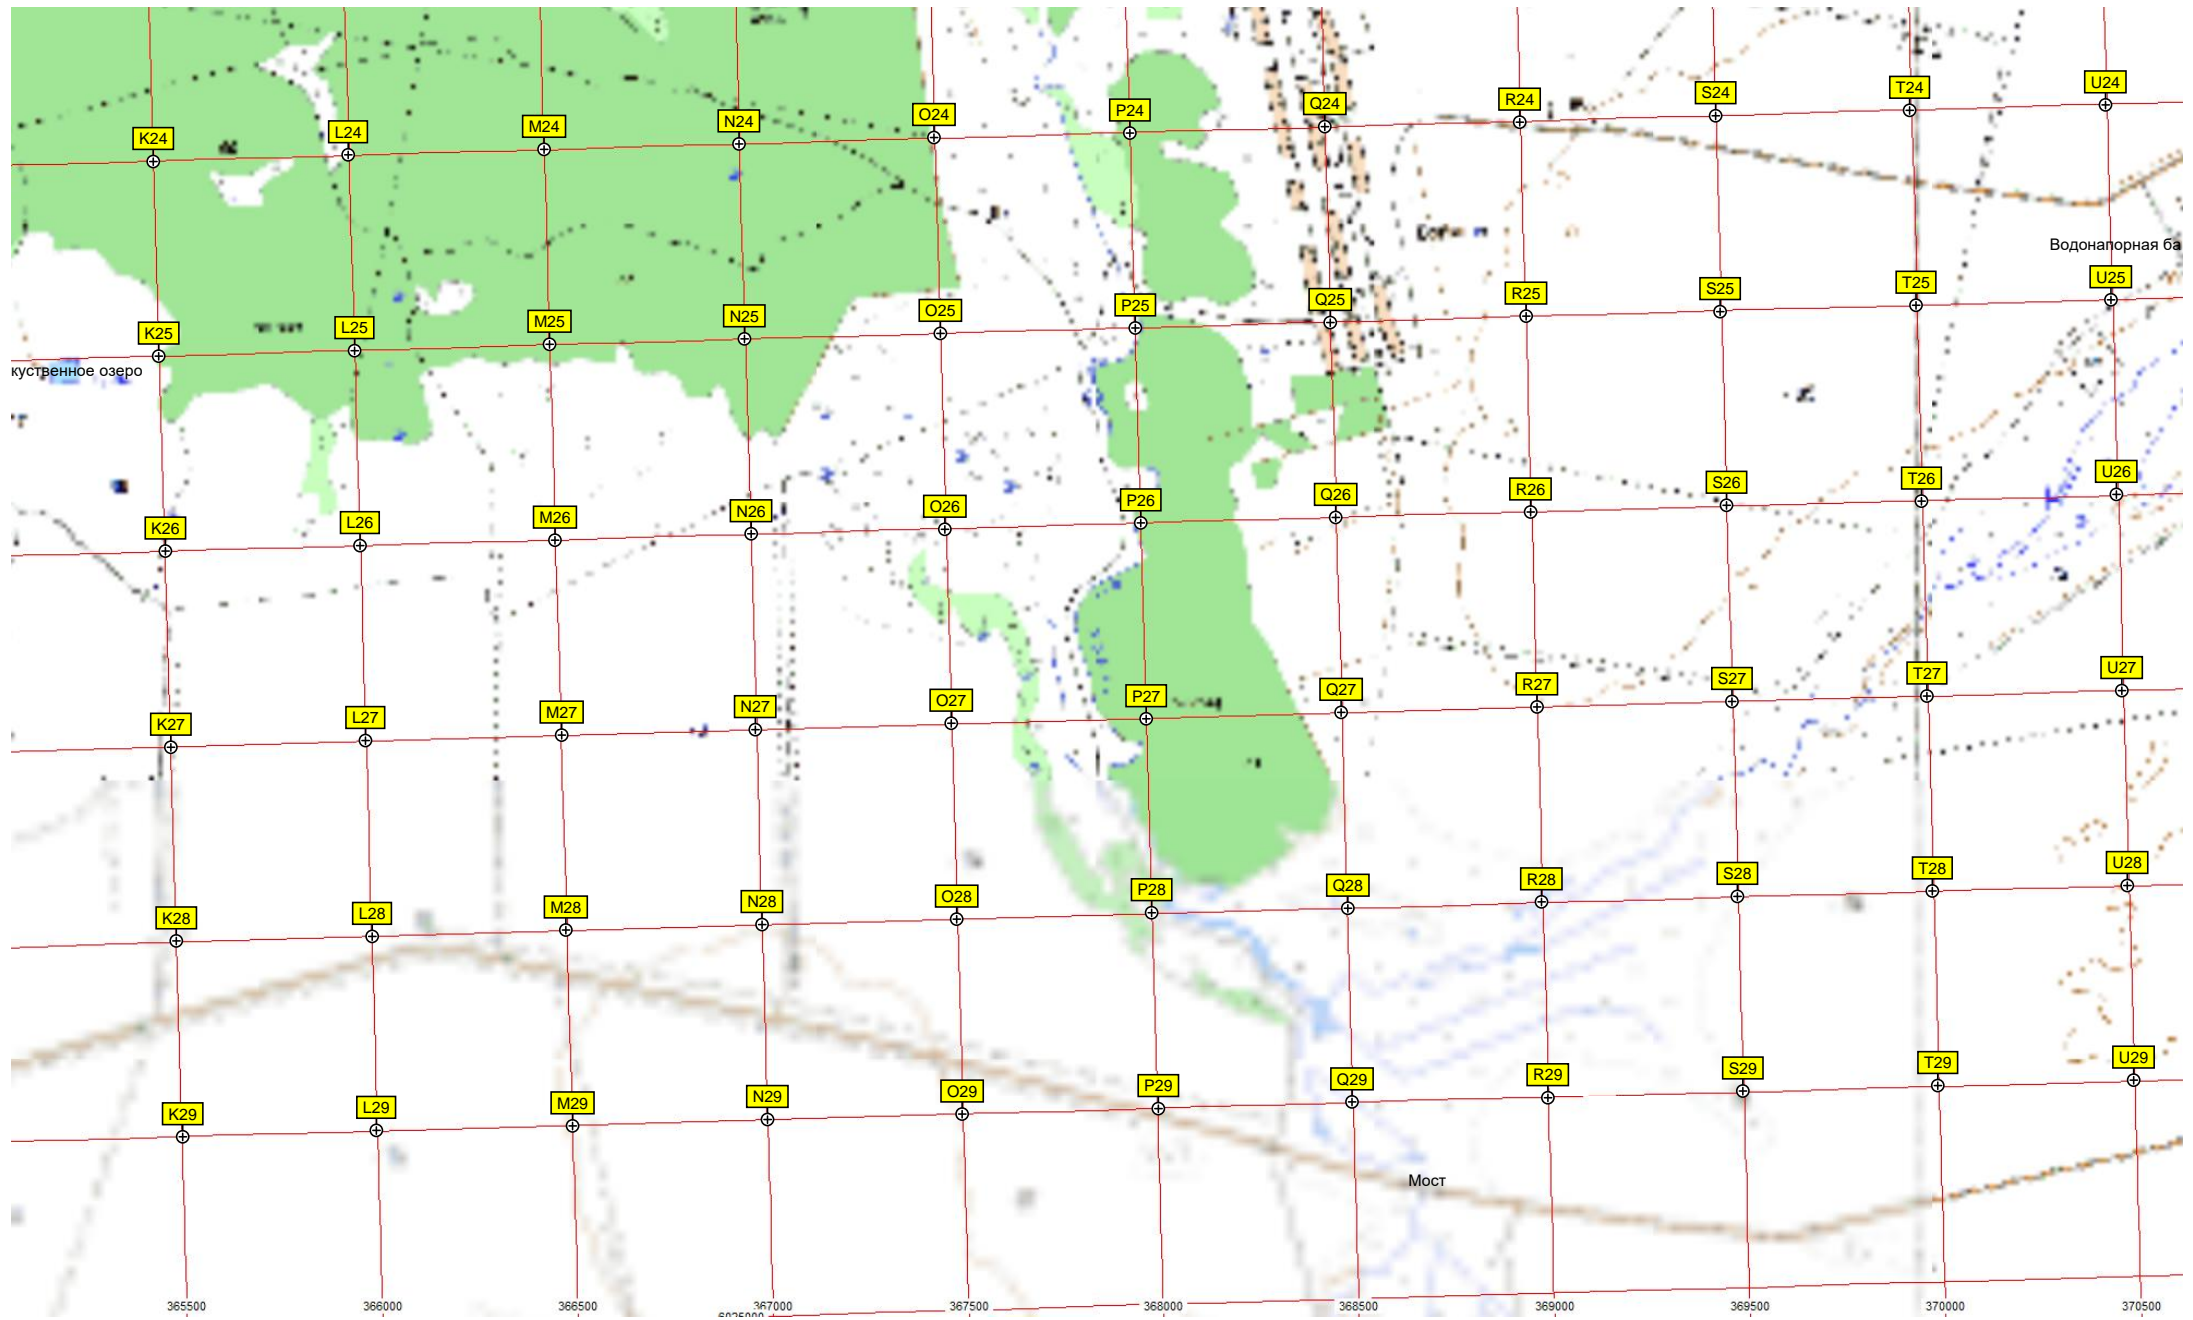 K24 L24 M24 N24 O24 P24 Q24 R24 S24 T24 U24
Водонапорная ба
K25 L25 M25 N25 O25 P25 Q25 R25 S25 T25 U25
куственное озеро
K26 L26 M26 N26 O26 P26 Q26 R26 S26 T26 U26
K27 L27 M27 N27 O27 P27 Q27 R27 S27 T27 U27
K28 L28 M28 N28 O28 P28 Q28 R28 S28 T28 U28
K29 L29 M29 N29 O29 P29 Q29 R29 S29 T29 U29
Мост
365500 366000 366500 367000 367500 368000 368500 369000 369500 370000 370500